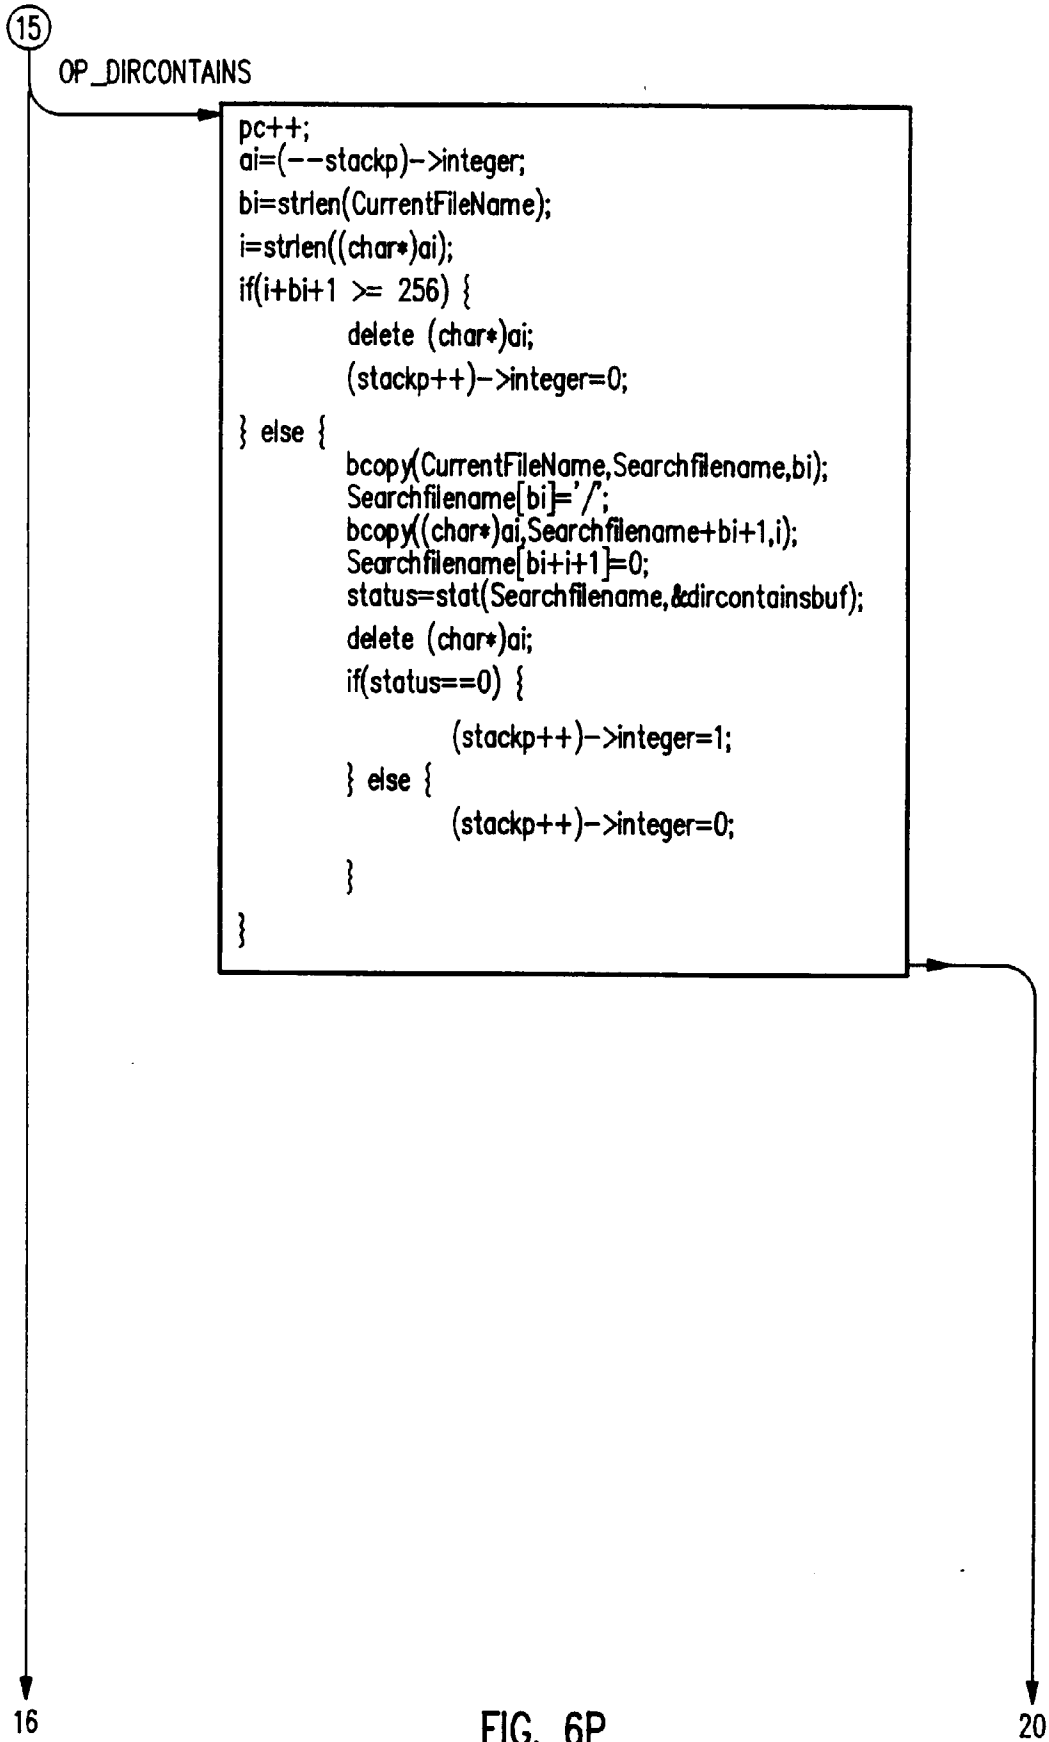 15
OP_DIRCONTAINS
pc++;
ai=(--stackp)->integer;
bi=strlen(CurrentFileName);
i=strlen((char*)ai);
if(i+bi+1 >= 256) {
delete (char*)ai;
(stackp++)->integer=0;
} else {
bcopy(CurrentFileName,Searchfilename,bi);
Searchfilename[bi]='/';
bcopy((char*)ai,Searchfilename+bi+1,i);
Searchfilename[bi+i+1]=0;
status=stat(Searchfilename,&dircontainsbuf);
delete (char*)ai;
if(status==0) {
(stackp++)->integer=1;
} else {
(stackp++)->integer=0;
}
}
16
FIG. 6P
20